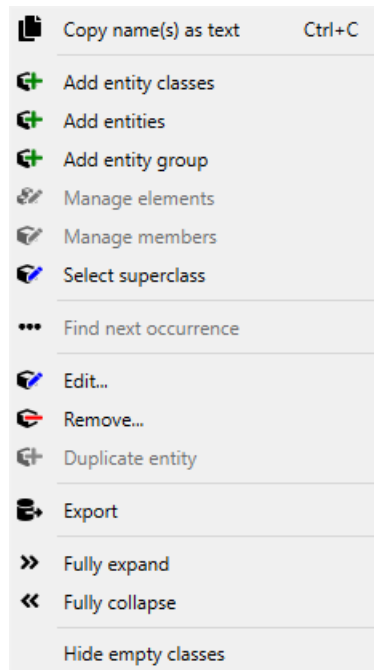 Copy name(s) as text Ctrl+C
Add entity classes
Add entities
Add entity group
Manage elements
Manage members
Select superclass
Find next occurrence
Edit...
Remove...
Duplicate entity
Export
Fully expand
Fully collapse
Hide empty classes